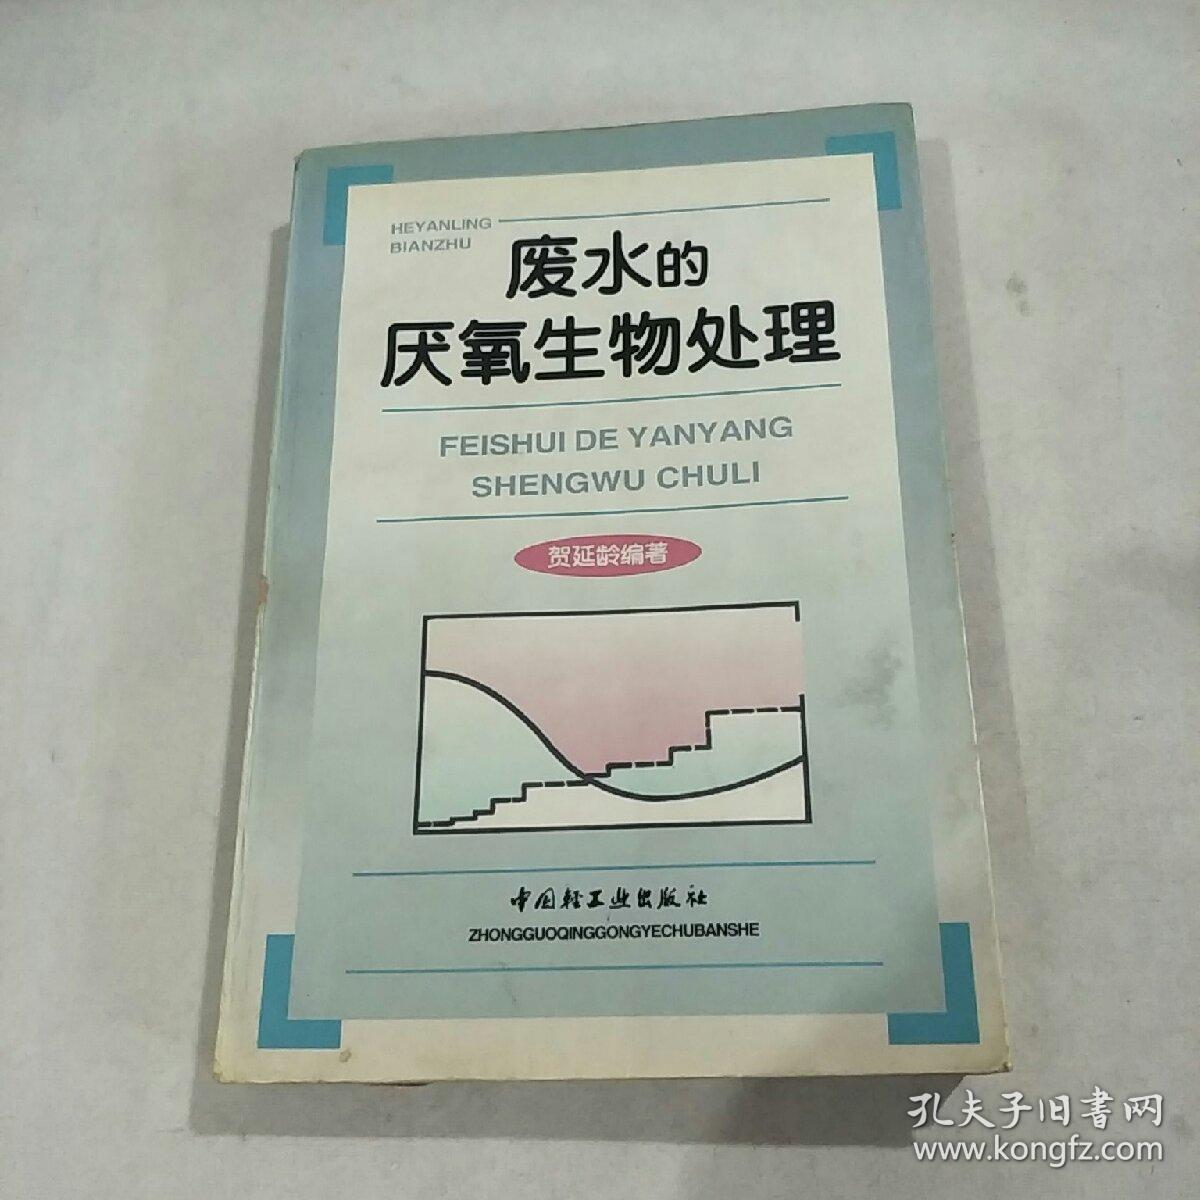 HEYANLING
BIANZHU
废水的
厌氧生物处理
FEISHUI DE YANYANG
SHENGWU CHULI
贺延龄编著
中国轻工业出版社
ZHONGGUOQINGGONGYECHUBANSHE
孔夫子旧書网
www.kongfz.com